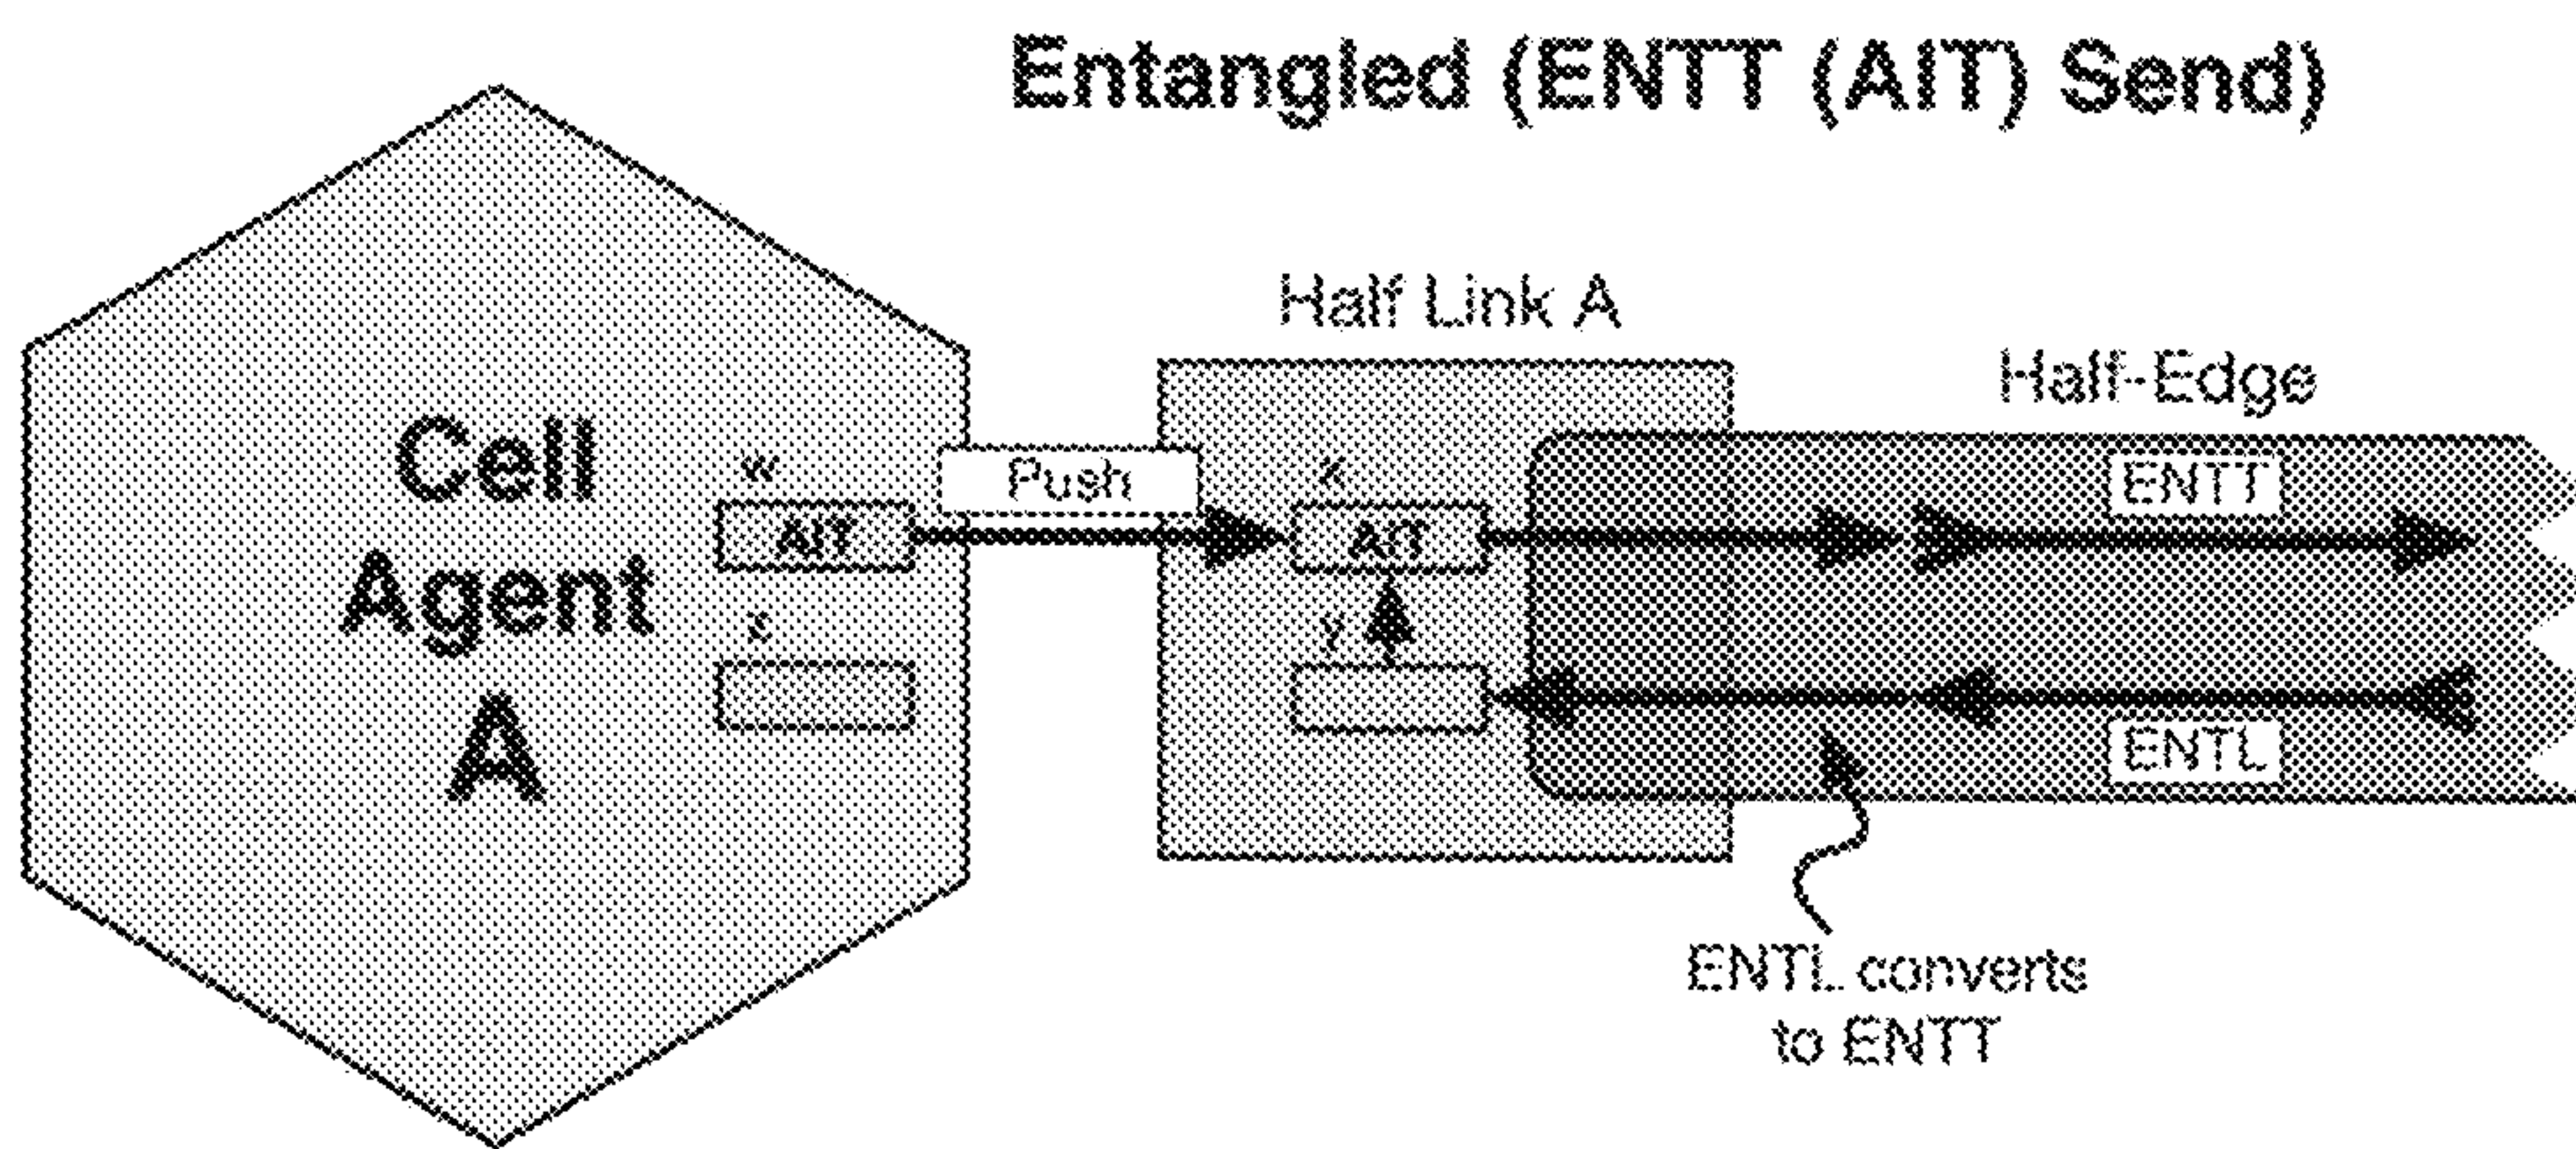 Entangled (ENTT (AIT) Send)
Half Link A
Half-Edge
Cell
Agent
A
w
Push
x
ENTT
AIT
AIT
z
y
ENTL
ENTL converts
to ENTT